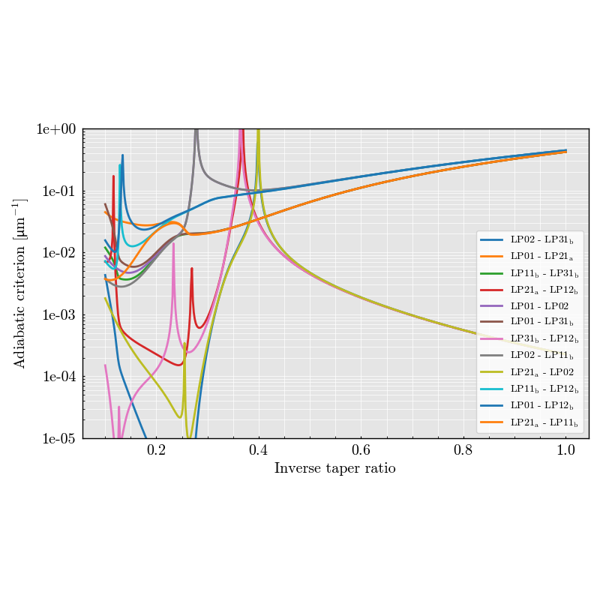 1e+00
1e-01
1e-02
1e-03
1e-04
1e-05
Adiabatic criterion [µm⁻¹]
0.2
0.4
0.6
0.8
1.0
Inverse taper ratio
LP02 - LP31b
LP01 - LP21a
LP11b - LP31b
LP21a - LP12b
LP01 - LP02
LP01 - LP31b
LP31b - LP12b
LP02 - LP11b
LP21a - LP02
LP11b - LP12b
LP01 - LP12b
LP21a - LP11b